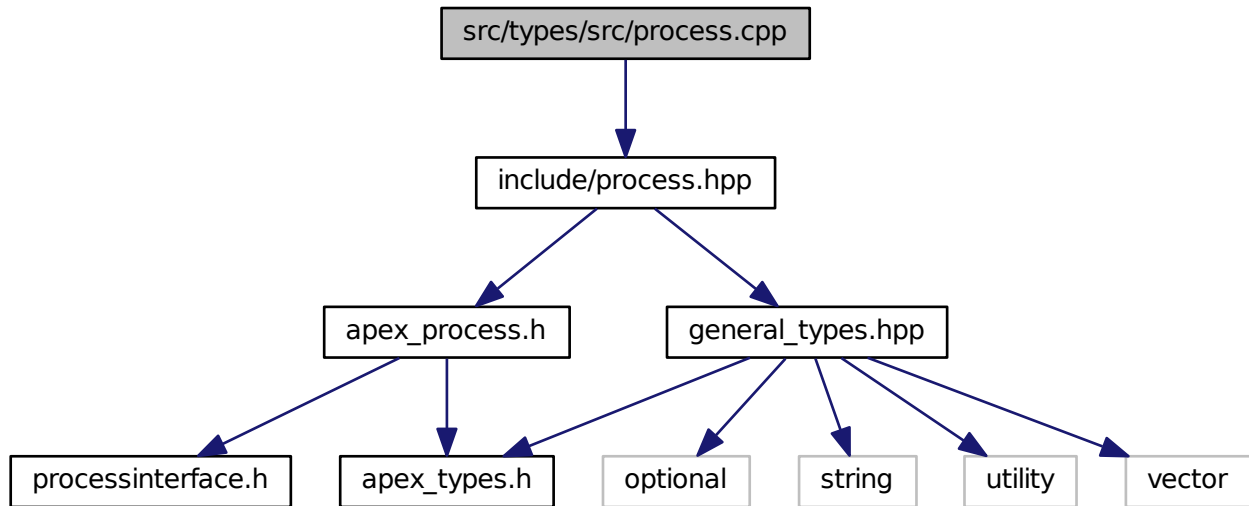 src/types/src/process.cpp
include/process.hpp
apex_process.h
general_types.hpp
processinterface.h
apex_types.h
optional
string
utility
vector